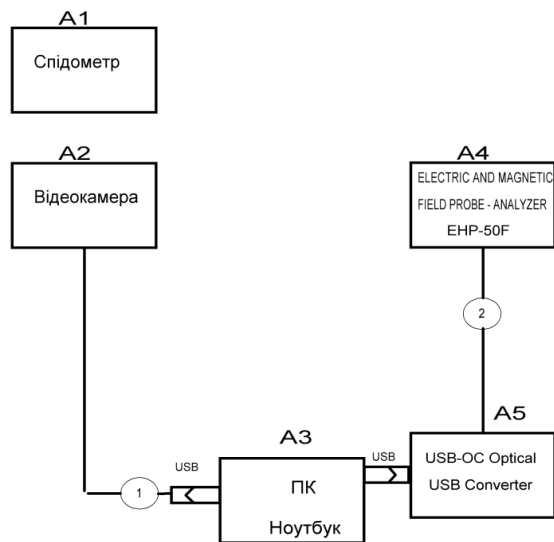 A1
Спідометр
A2
Відеокамера
A4
ELECTRIC AND MAGNETIC
FIELD PROBE - ANALYZER
EHP-50F
2
A5
USB-OC Optical
USB Converter
A3
USB
USB
ПК
Ноутбук
1